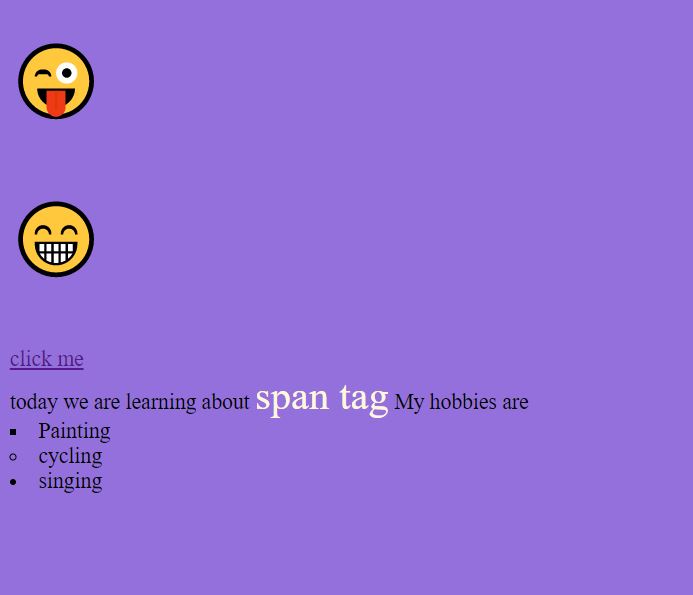 click me
today we are learning about span tag My hobbies are
Painting
cycling
singing